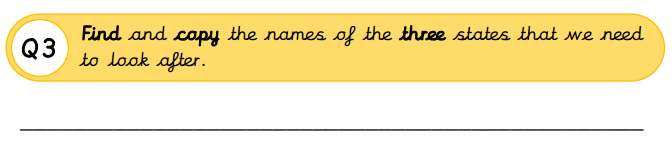 Q3
Find and copy the names of the three states that we need
to look after.